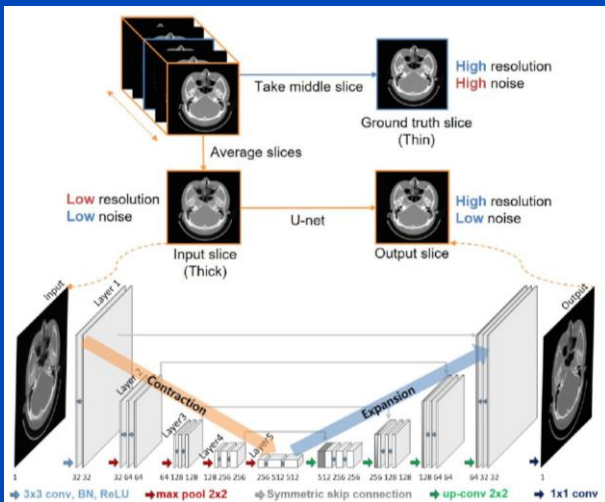 Take middle slice
High resolution
High noise
Ground truth slice
(Thin)
Average slices
Low resolution
Low noise
U-net
High resolution
Low noise
Input slice
(Thick)
Output slice
Input
Layer 1
Output
Layer 2
Contraction
Expansion
Layer3
Layer4
Layer5
1 32 32 32 64 64 64 128 128 128 256 256 256 512 512 512 256 256 256 128 128 128 64 64 64 32 32 1
3x3 conv, BN, ReLU max pool 2x2 Symmetric skip connection up-conv 2x2 1x1 conv